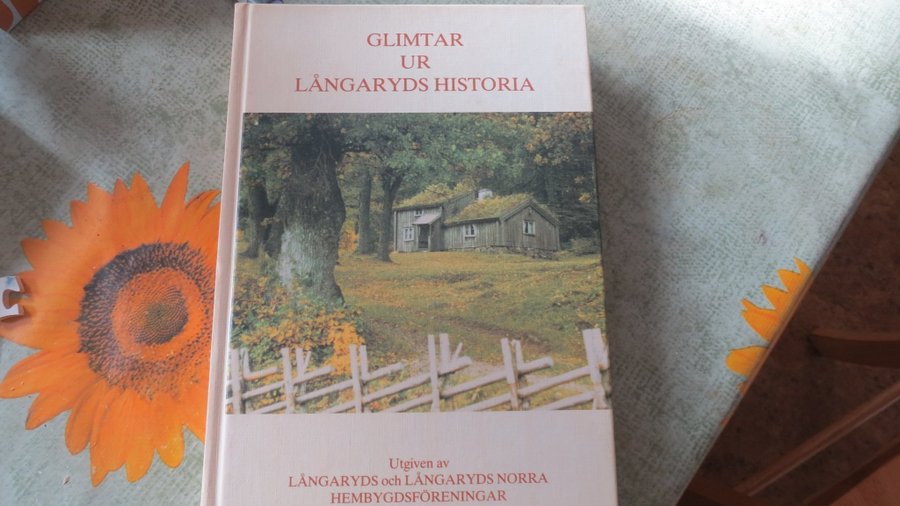 GLIMTAR
UR
LÅNGARYDS HISTORIA
Utgiven av
LÅNGARYDS och LÅNGARYDS NORRA
HEMBYGDSFÖRENINGAR